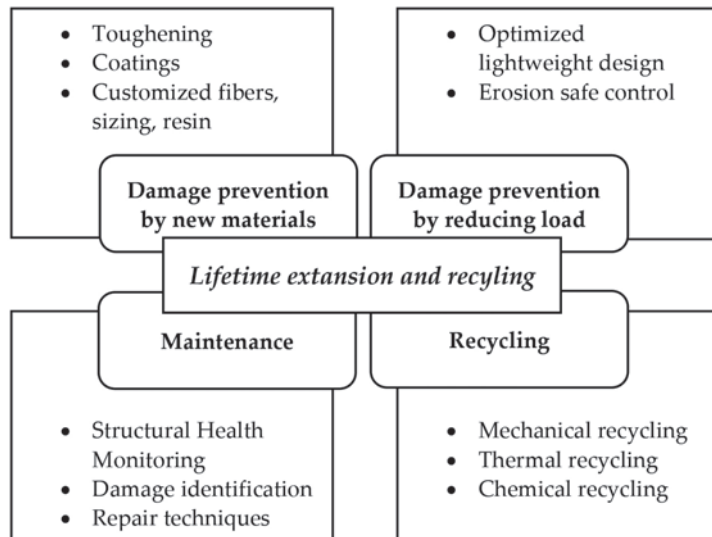 • Toughening
• Coatings
• Customized fibers,
sizing, resin
Damage prevention
by new materials
• Optimized
lightweight design
• Erosion safe control
Damage prevention
by reducing load
Lifetime extansion and recyling
Maintenance
• Structural Health
Monitoring
• Damage identification
• Repair techniques
Recycling
• Mechanical recycling
• Thermal recycling
• Chemical recycling